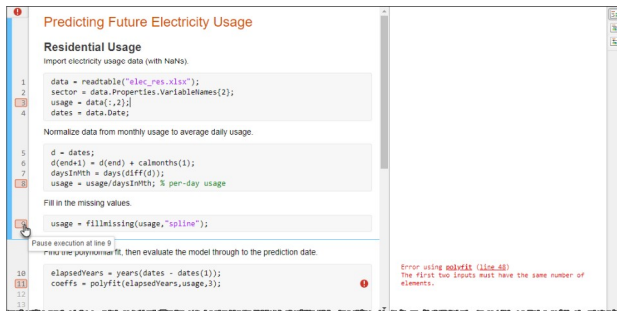 Predicting Future Electricity Usage
Residential Usage
Import electricity usage data (with NaNs).
1 data = readtable("elec_res.xlsx");
2 sector = data.Properties.VariableNames{2};
3 usage = data{:,2};
4 dates = data.Date;
Normalize data from monthly usage to average daily usage.
5 d = dates;
6 d(end+1) = d(end) + calmonths(1);
7 daysInMth = days(diff(d));
8 usage = usage/daysInMth; % per-day usage
Fill in the missing values.
9 usage = fillmissing(usage,"spline");
Pause execution at line 9
Find the polynomial fit, then evaluate the model through to the prediction date.
10 elapsedYears = years(dates - dates(1));
11 coeffs = polyfit(elapsedYears,usage,3);
12
13
Error using polyfit (line 48)
The first two inputs must have the same number of
elements.